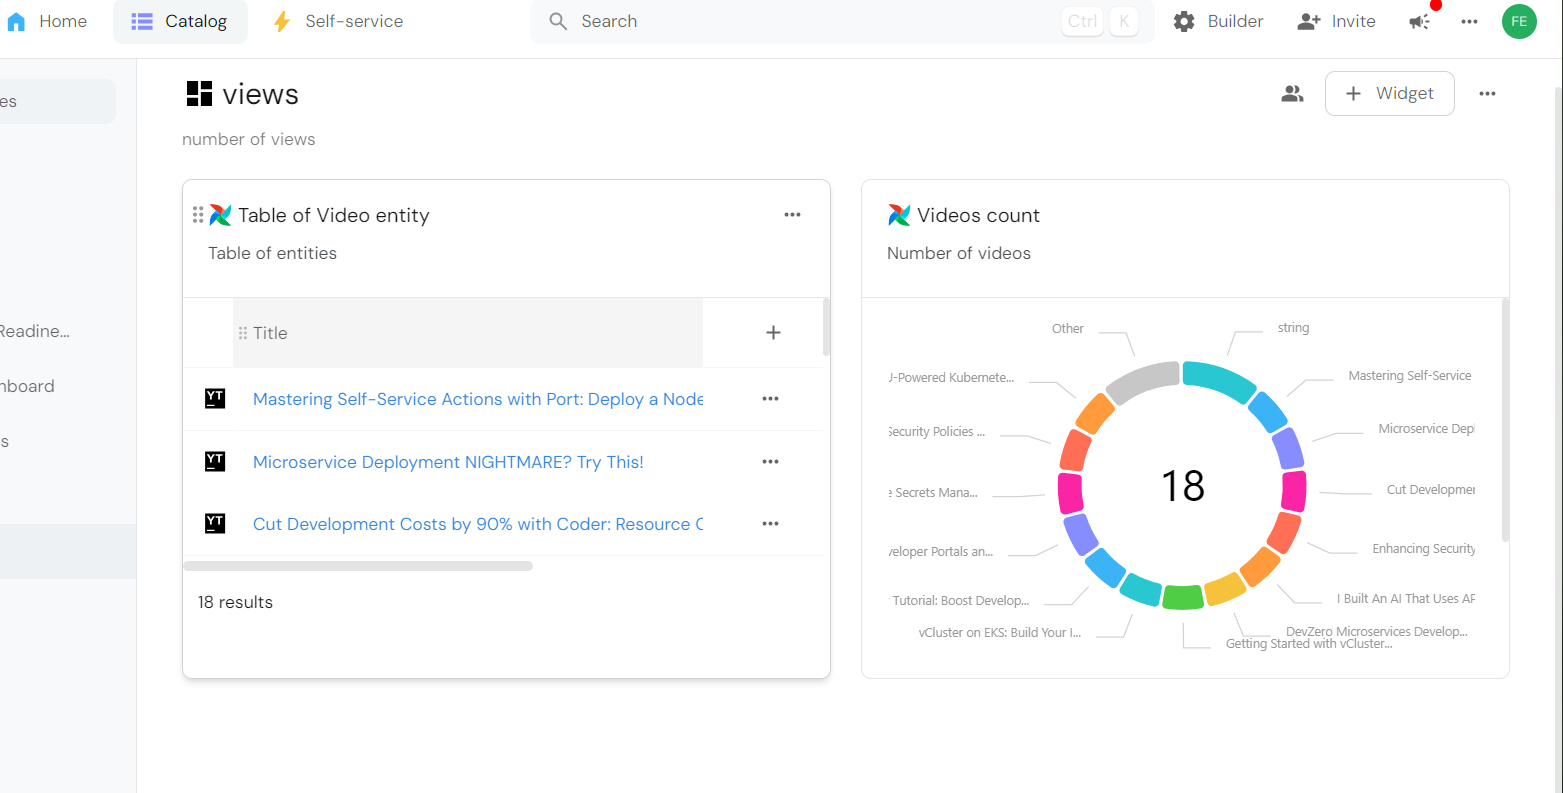 Home
Catalog
Self-service
Search
Ctrl
K
Builder
Invite
FE
es
views
Widget
number of views
Table of Video entity
Table of entities
Title
YT Mastering Self-Service Actions with Port: Deploy a Node
YT Microservice Deployment NIGHTMARE? Try This!
YT Cut Development Costs by 90% with Coder: Resource
18 results
Readine...
nboard
s
Videos count
Number of videos
Other
string
-Powered Kubernete...
Mastering Self-Service
Security Policies ...
Microservice Dep
e Secrets Mana...
Cut Developmen
18
veloper Portals an...
Enhancing Security
Tutorial: Boost Develop...
I Built An AI That Uses AP
vCluster on EKS: Build Your I...
DevZero Microservices Develop...
Getting Started with vCluster...